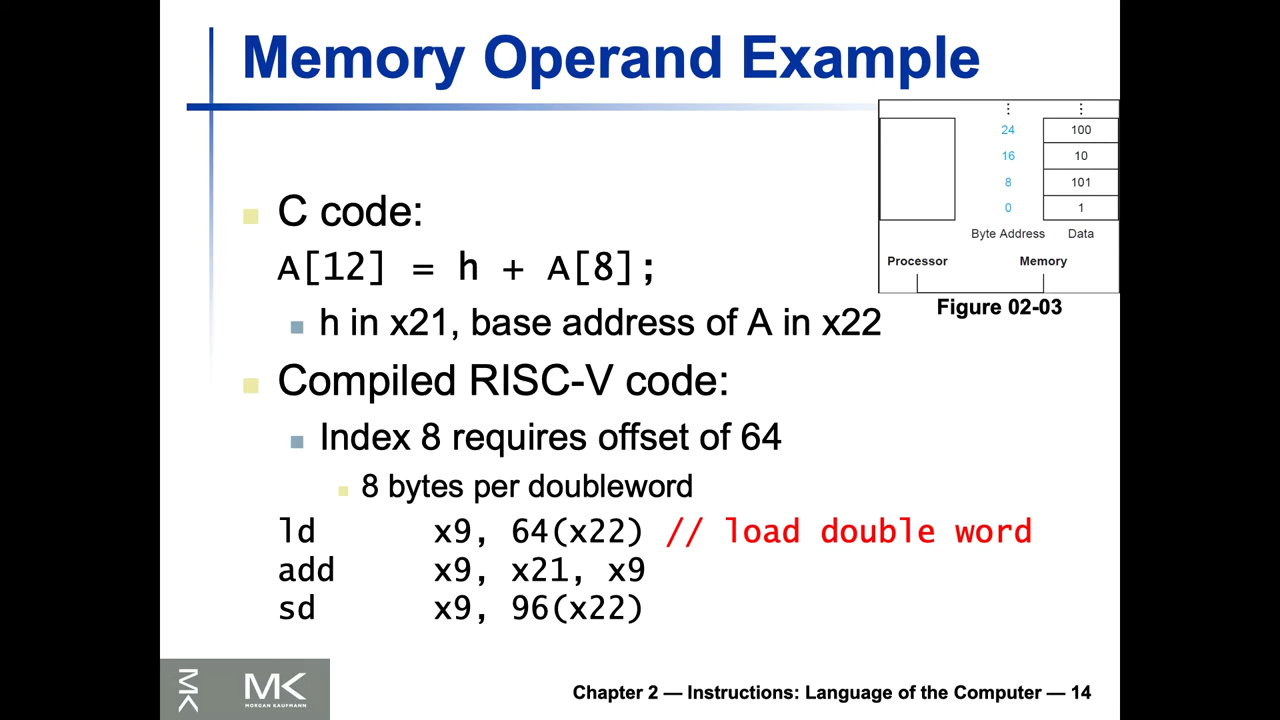 Memory Operand Example
⋮ ⋮
24 100
16 10
8 101
0 1
Byte Address Data
Processor Memory
Figure 02-03
C code:
A[12] = h + A[8];
h in x21, base address of A in x22
Compiled RISC-V code:
Index 8 requires offset of 64
8 bytes per doubleword
ld x9, 64(x22) // load double word
add x9, x21, x9
sd x9, 96(x22)
MK
MK
MORGAN KAUFMANN
Chapter 2 — Instructions: Language of the Computer — 14